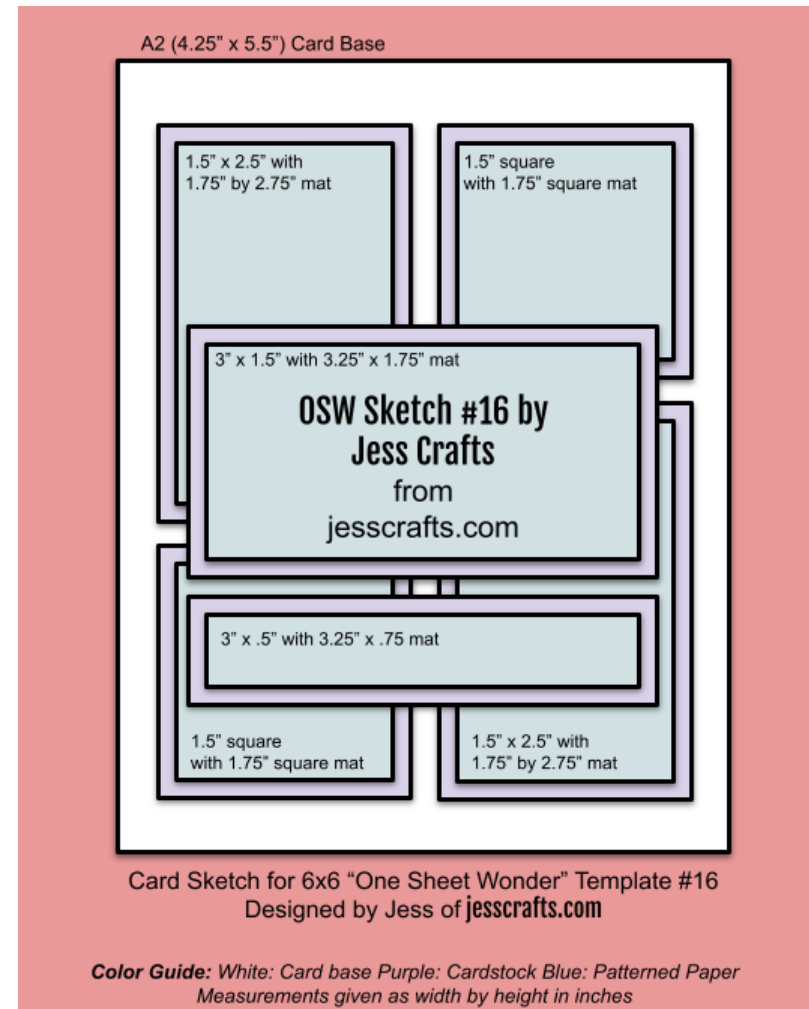 A2 (4.25” x 5.5”) Card Base
1.5” x 2.5” with
1.75” by 2.75” mat
1.5” square
with 1.75” square mat
3” x 1.5” with 3.25” x 1.75” mat
OSW Sketch #16 by
Jess Crafts
from
jesscrafts.com
3” x .5” with 3.25” x .75 mat
1.5” square
with 1.75” square mat
1.5” x 2.5” with
1.75” by 2.75” mat
Card Sketch for 6x6 “One Sheet Wonder” Template #16
Designed by Jess of jesscrafts.com
Color Guide: White: Card base Purple: Cardstock Blue: Patterned Paper
Measurements given as width by height in inches